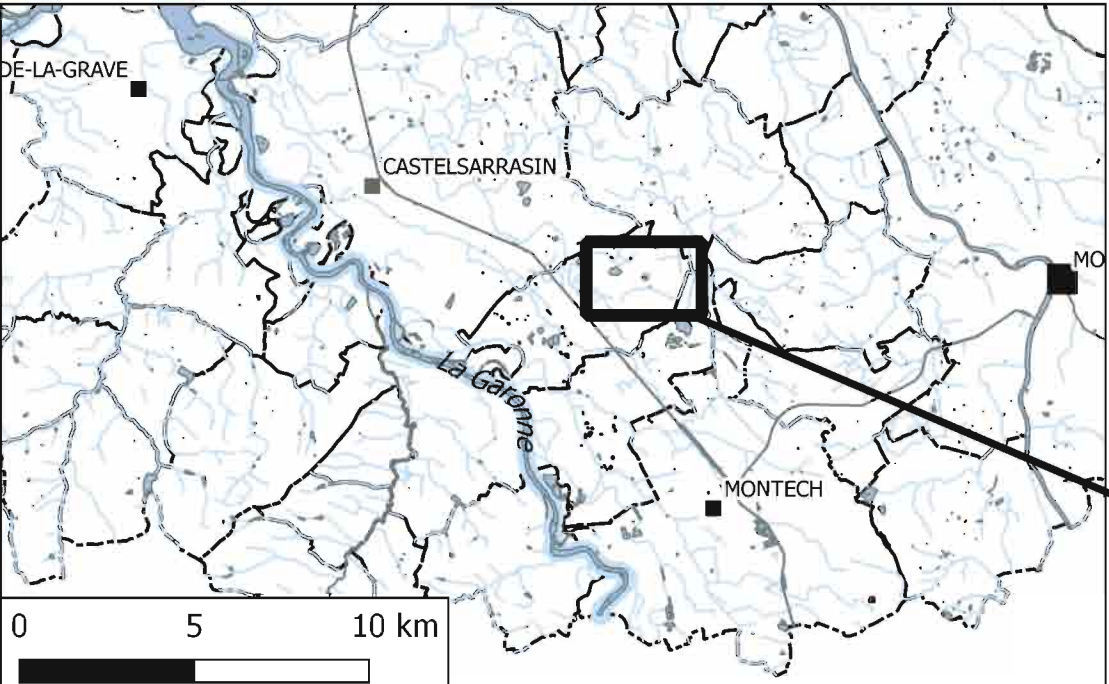 DE-LA-GRAVE
CASTELSARRASIN
MO
La Garonne
MONTECH
0 5 10 km